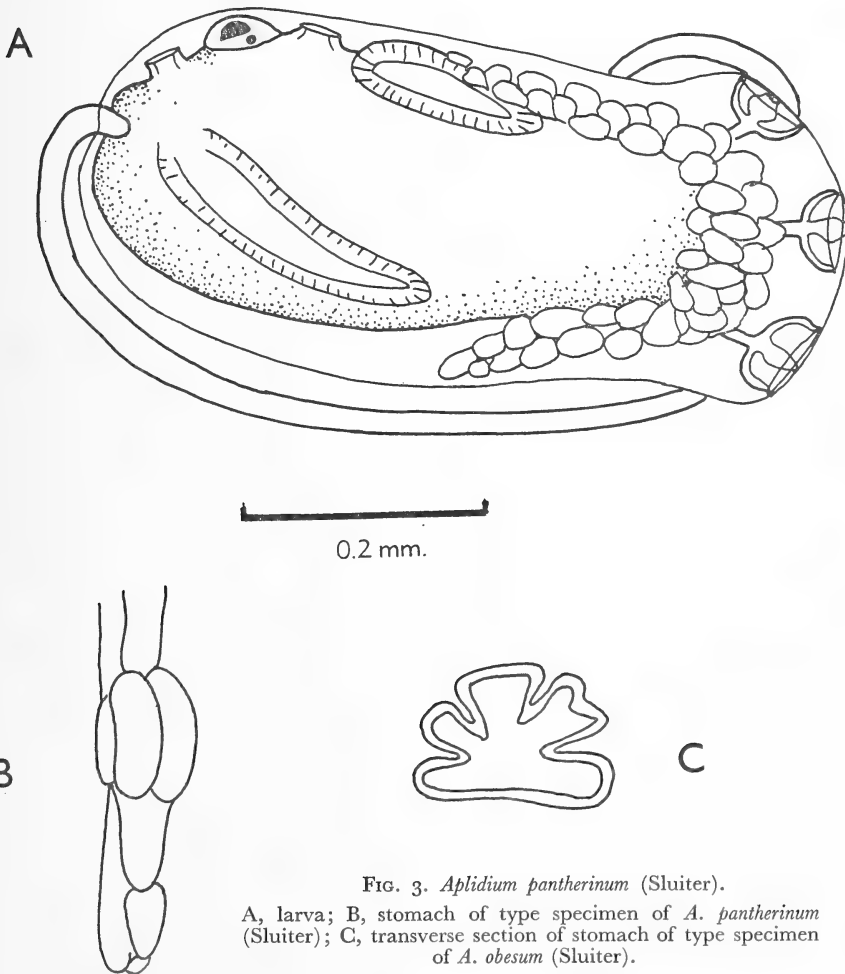 A
0.2 mm.
B
C
FIG. 3. Aplidium pantherinum (Sluiter).
A, larva; B, stomach of type specimen of A. pantherinum
(Sluiter); C, transverse section of stomach of type specimen
of A. obesum (Sluiter).